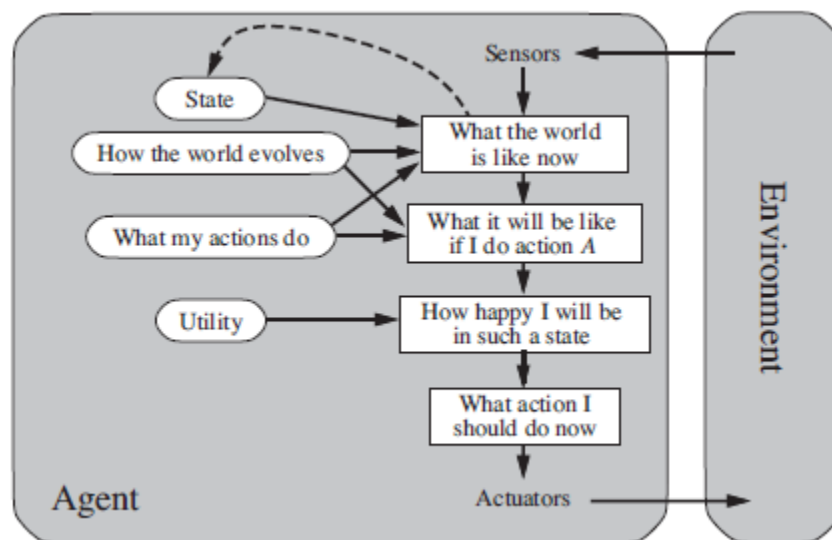 Sensors
State
What the world
is like now
How the world evolves
What it will be like
if I do action A
What my actions do
How happy I will be
in such a state
Utility
What action I
should do now
Agent
Actuators
Environment